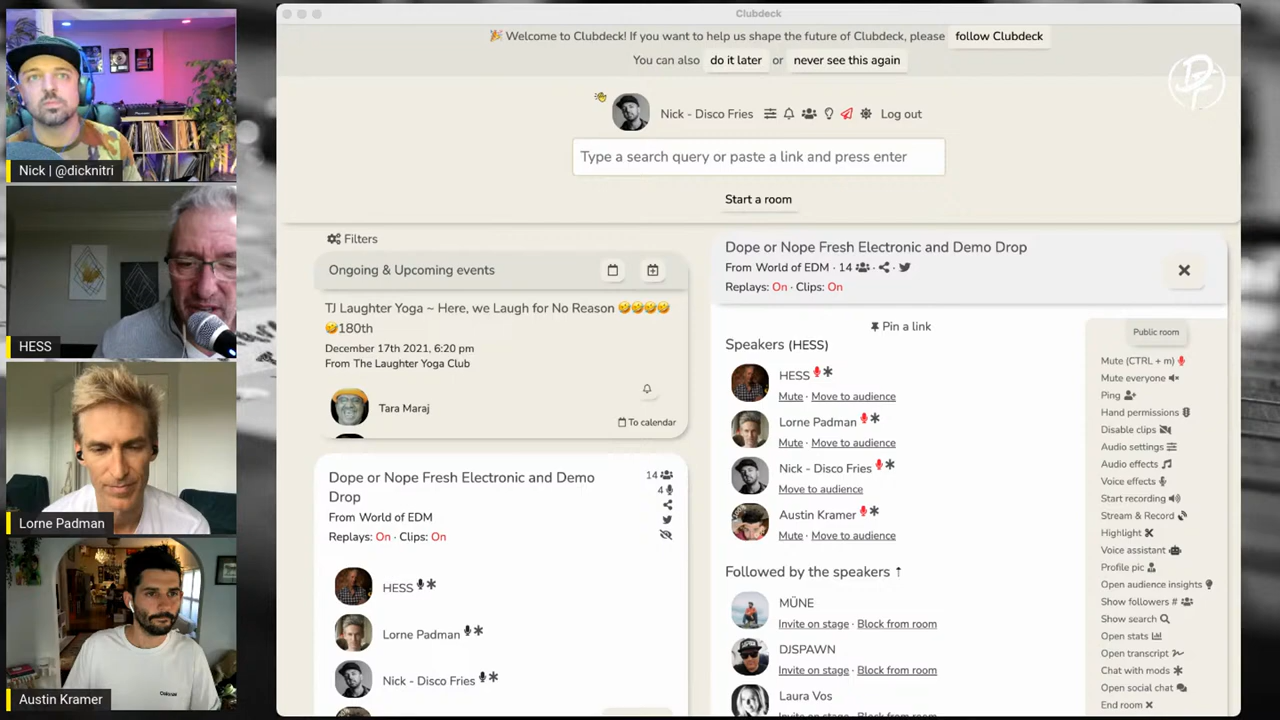 Nick | @dicknitri
HESS
Lorne Padman
Austin Kramer
Clubdeck
🎉 Welcome to Clubdeck! If you want to help us shape the future of Clubdeck, please follow Clubdeck
You can also do it later or never see this again
DF
👋 Nick - Disco Fries Log out
Type a search query or paste a link and press enter
Start a room
Filters
Ongoing & Upcoming events
TJ Laughter Yoga ~ Here, we Laugh for No Reason 🤣🤣🤣🤣
🤣180th
December 17th 2021, 6:20 pm
From The Laughter Yoga Club
Tara Maraj
To calendar
Dope or Nope Fresh Electronic and Demo
Drop
14
4
From World of EDM
Replays: On · Clips: On
HESS
Lorne Padman
Nick - Disco Fries
Dope or Nope Fresh Electronic and Demo Drop
From World of EDM · 14 · ·
Replays: On · Clips: On
Pin a link
Speakers (HESS)
HESS
Mute · Move to audience
Lorne Padman
Mute · Move to audience
Nick - Disco Fries
Move to audience
Austin Kramer
Mute · Move to audience
Followed by the speakers ↑
MÜNE
Invite on stage · Block from room
DJSPAWN
Invite on stage · Block from room
Laura Vos
Invite on stage · Block from room
Public room
Mute (CTRL + m)
Mute everyone
Ping
Hand permissions
Disable clips
Audio settings
Audio effects
Voice effects
Start recording
Stream & Record
Highlight
Voice assistant
Profile pic
Open audience insights
Show followers #
Show search
Open stats
Open transcript
Chat with mods
Open social chat
End room